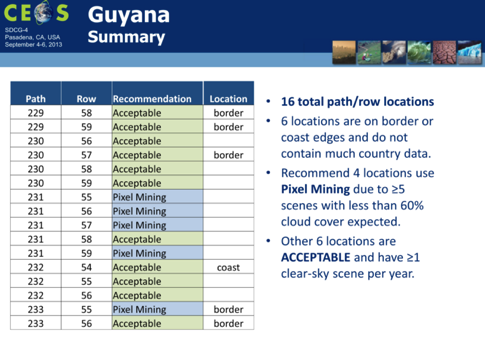 CE S
SDCG-4
Pasadena, CA, USA
September 4-6, 2013
Guyana
Summary
Path Row Recommendation Location
229 58 Acceptable border
229 59 Acceptable border
230 56 Acceptable
230 57 Acceptable border
230 58 Acceptable
230 59 Acceptable
231 55 Pixel Mining
231 56 Pixel Mining
231 57 Pixel Mining
231 58 Acceptable
231 59 Pixel Mining
232 54 Acceptable coast
232 55 Acceptable
232 56 Acceptable
233 55 Pixel Mining border
233 56 Acceptable border
• 16 total path/row locations
• 6 locations are on border or
coast edges and do not
contain much country data.
• Recommend 4 locations use
Pixel Mining due to ≥5
scenes with less than 60%
cloud cover expected.
• Other 6 locations are
ACCEPTABLE and have ≥1
clear-sky scene per year.